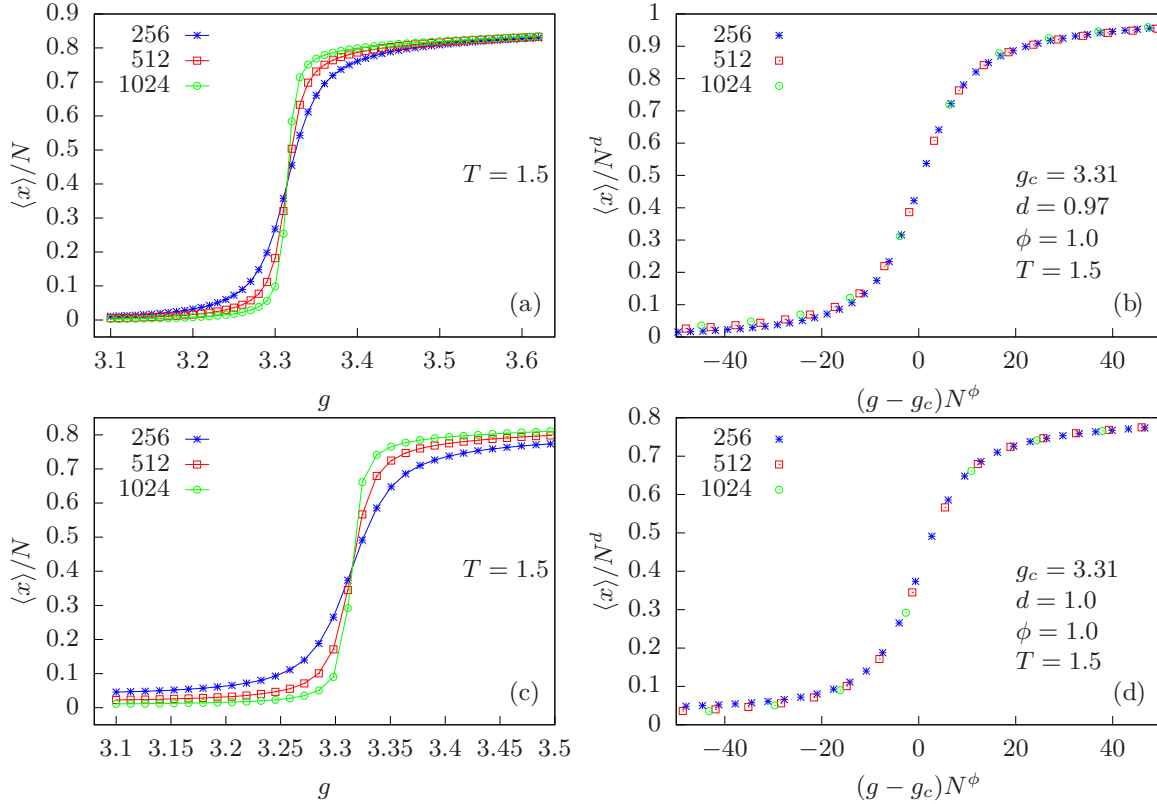 0.9
0.8
0.7
0.6
0.5
0.4
0.3
0.2
0.1
0
3.1 3.2 3.3 3.4 3.5 3.6
⟨x⟩/N
g
256
512
1024
T = 1.5
(a)
1
0.9
0.8
0.7
0.6
0.5
0.4
0.3
0.2
0.1
0
−40 −20 0 20 40
⟨x⟩/N^d
(g − g_c)N^ϕ
256
512
1024
g_c = 3.31
d = 0.97
ϕ = 1.0
T = 1.5
(b)
0.8
0.7
0.6
0.5
0.4
0.3
0.2
0.1
0
3.1 3.15 3.2 3.25 3.3 3.35 3.4 3.45 3.5
⟨x⟩/N
g
256
512
1024
T = 1.5
(c)
0.8
0.7
0.6
0.5
0.4
0.3
0.2
0.1
0
−40 −20 0 20 40
⟨x⟩/N^d
(g − g_c)N^ϕ
256
512
1024
g_c = 3.31
d = 1.0
ϕ = 1.0
T = 1.5
(d)